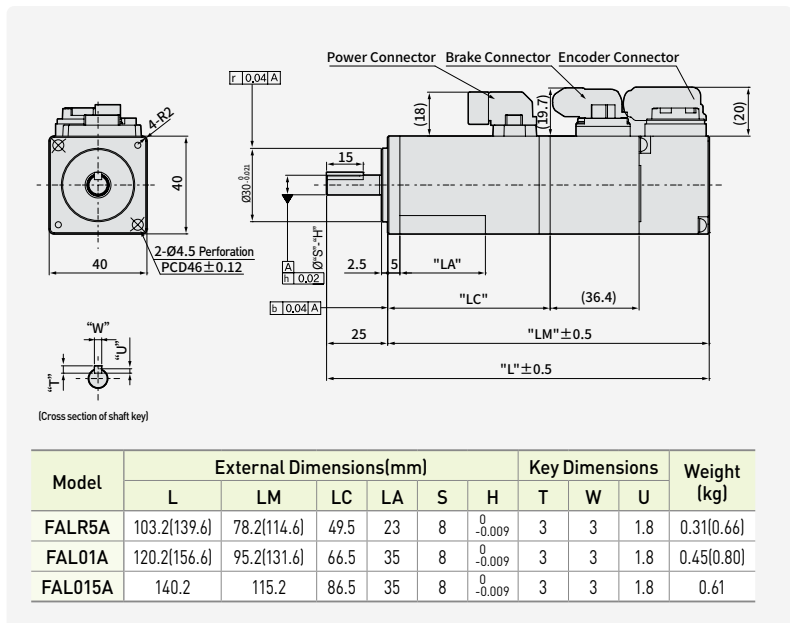 Power Connector Brake Connector Encoder Connector
r 0.04 A
(18)
(19.7)
(20)
4-R2
15
40
Ø30 0 -0.021
Ø"S"-"H"
A
h 0.02
2-Ø4.5 Perforation
PCD46±0.12
40
2.5 5 "LA"
"LC" (36.4)
b 0.04 A
25 "LM"±0.5
"L"±0.5
"W"
"U"
"T"
(Cross section of shaft key)
Model External Dimensions(mm) Key Dimensions Weight (kg)
L LM LC LA S H T W U
FALR5A 103.2(139.6) 78.2(114.6) 49.5 23 8 0 -0.009 3 3 1.8 0.31(0.66)
FAL01A 120.2(156.6) 95.2(131.6) 66.5 35 8 0 -0.009 3 3 1.8 0.45(0.80)
FAL015A 140.2 115.2 86.5 35 8 0 -0.009 3 3 1.8 0.61